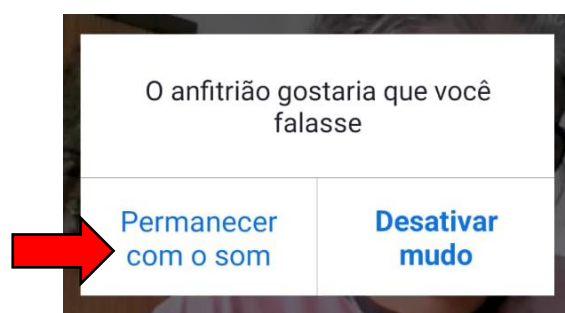 O anfitrião gostaria que você
falasse
Permanecer
com o som
Desativar
mudo